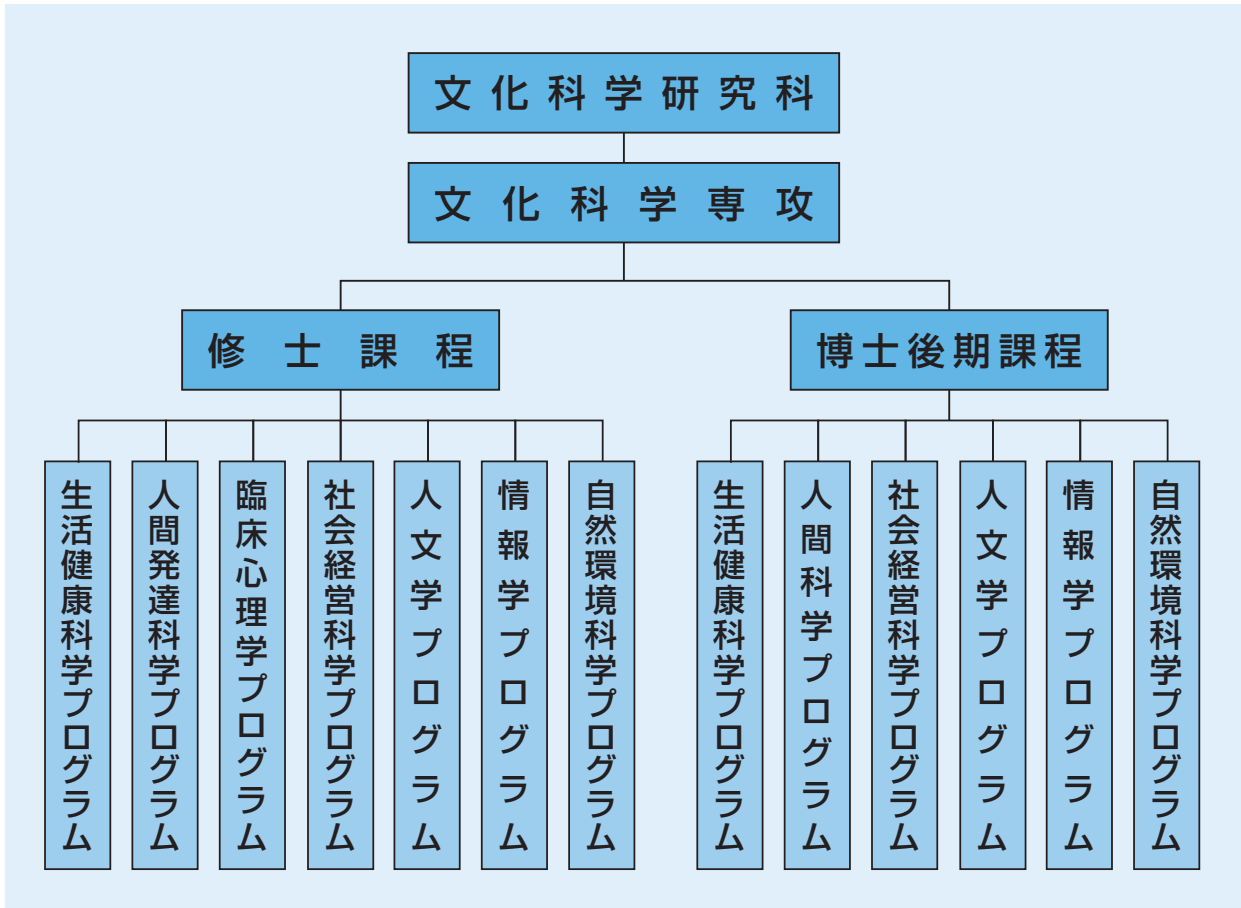 文化科学研究科
文化科学専攻
修士課程
博士後期課程
生活健康科学プログラム
人間発達科学プログラム
臨床心理学プログラム
社会経営科学プログラム
人文学プログラム
情報学プログラム
自然環境科学プログラム
生活健康科学プログラム
人間科学プログラム
社会経営科学プログラム
人文学プログラム
情報学プログラム
自然環境科学プログラム